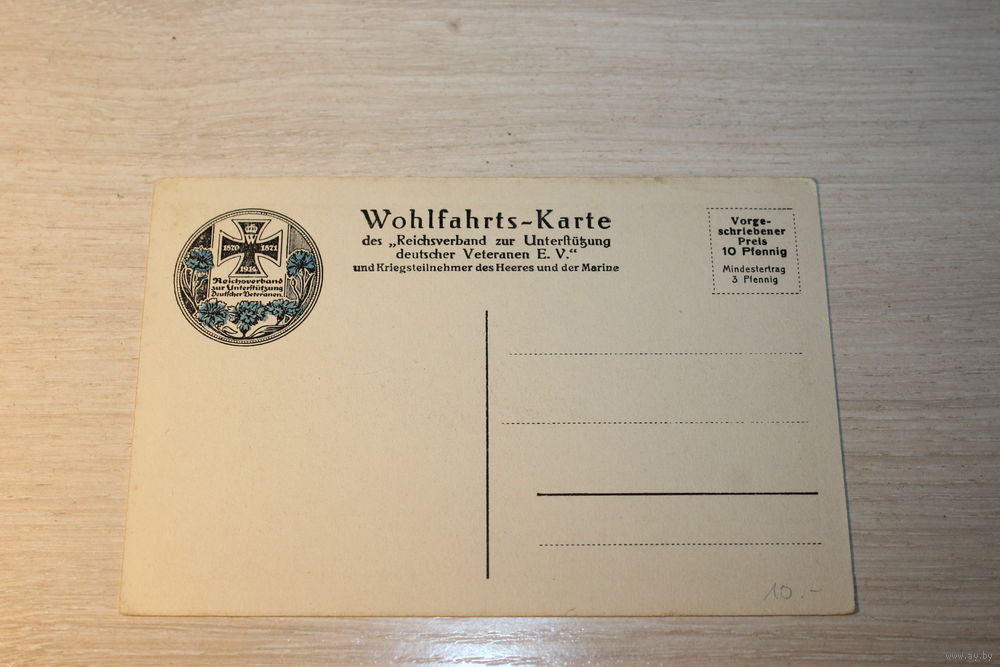 1870 1871
1914
Reichsverband
zur Unterstützung
Deutscher Veteranen.
Wohlfahrts-Karte
des „Reichsverband zur Unterstützung
deutscher Veteranen E. V.“
und Kriegsteilnehmer des Heeres und der Marine
Vorge-
schriebener
Preis
10 Pfennig
Mindestertrag
3 Pfennig
10.-
www.ay.by